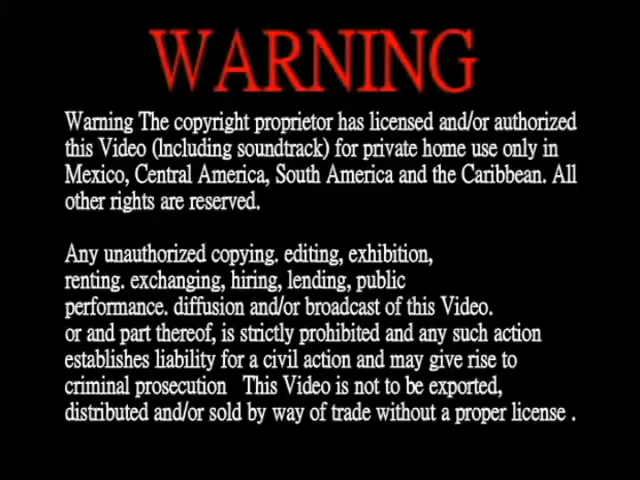 WARNING
Warning The copyright proprietor has licensed and/or authorized
this Video (Including soundtrack) for private home use only in
Mexico, Central America, South America and the Caribbean. All
other rights are reserved.
Any unauthorized copying. editing, exhibition,
renting. exchanging, hiring, lending, public
performance. diffusion and/or broadcast of this Video.
or and part thereof, is strictly prohibited and any such action
establishes liability for a civil action and may give rise to
criminal prosecution   This Video is not to be exported,
distributed and/or sold by way of trade without a proper license .